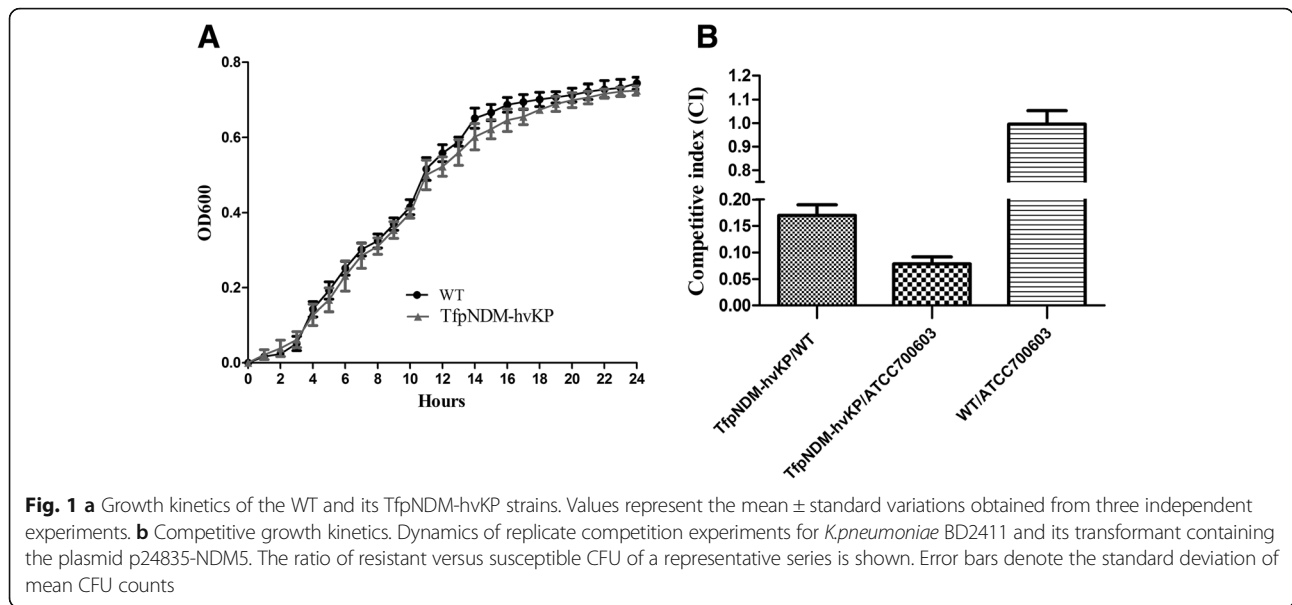 A
0.8
0.6
0.4
0.2
0.0
OD600
0 2 4 6 8 10 12 14 16 18 20 22 24
Hours
WT
TfpNDM-hvKP
B
1.2
1.1
1.0
0.9
0.8
0.20
0.15
0.10
0.05
0.00
Competitive index (CI)
TfpNDM-hvKP/WT
TfpNDM-hvKP/ATCC700603
WT/ATCC700603
Fig. 1 a Growth kinetics of the WT and its TfpNDM-hvKP strains. Values represent the mean ± standard variations obtained from three independent
experiments. b Competitive growth kinetics. Dynamics of replicate competition experiments for K.pneumoniae BD2411 and its transformant containing
the plasmid p24835-NDM5. The ratio of resistant versus susceptible CFU of a representative series is shown. Error bars denote the standard deviation of
mean CFU counts